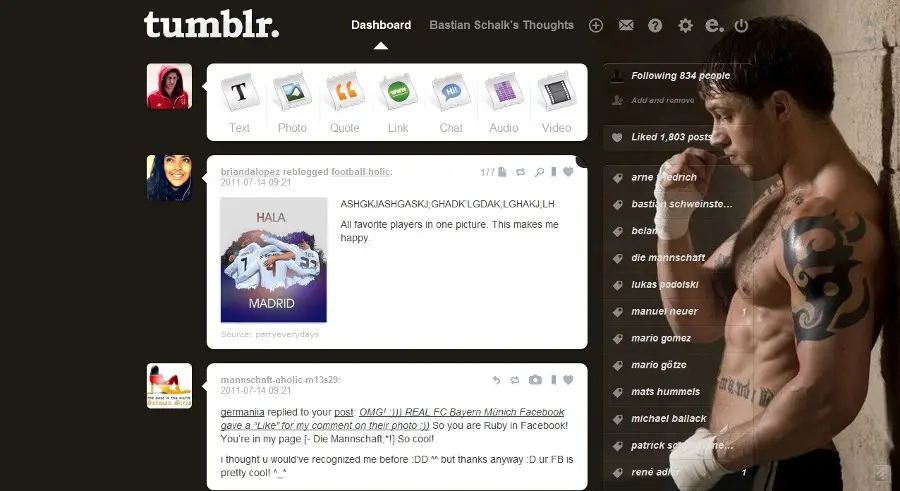 tumblr.
Dashboard
Bastian Schalk's Thoughts
T
Hi!
Text
Photo
Quote
Link
Chat
Audio
Video
Following 834 people
Add and remove
Liked 1,803 posts
briandalopez reblogged football-holic:
2011-07-14 09:21
177
HALA
7
MADRID
ASHGKJASHGASKJ;GHADK'LGDAK;LGHAKJ;LH
All favorite players in one picture. This makes me
happy.
Source: partyeverydays
mannschaft-aholic-m13s29:
2011-07-14 09:21
germaniia replied to your post: OMG! :))) REAL FC Bayern Münich Facebook
gave a "Like" for my comment on their photo :)) So you are Ruby in Facebook!
You're in my page [- Die Mannschaft,*!] So cool!
i thought u would've recognized me before :DD ^^ but thanks anyway :D ur FB is
pretty cool! ^_^
arne friedrich
bastian schweinste...
die mannschaft
lukas podolski
manuel neuer 1
mario gomez
mario götze
mats hummels
michael ballack
patrick
rené adler 1